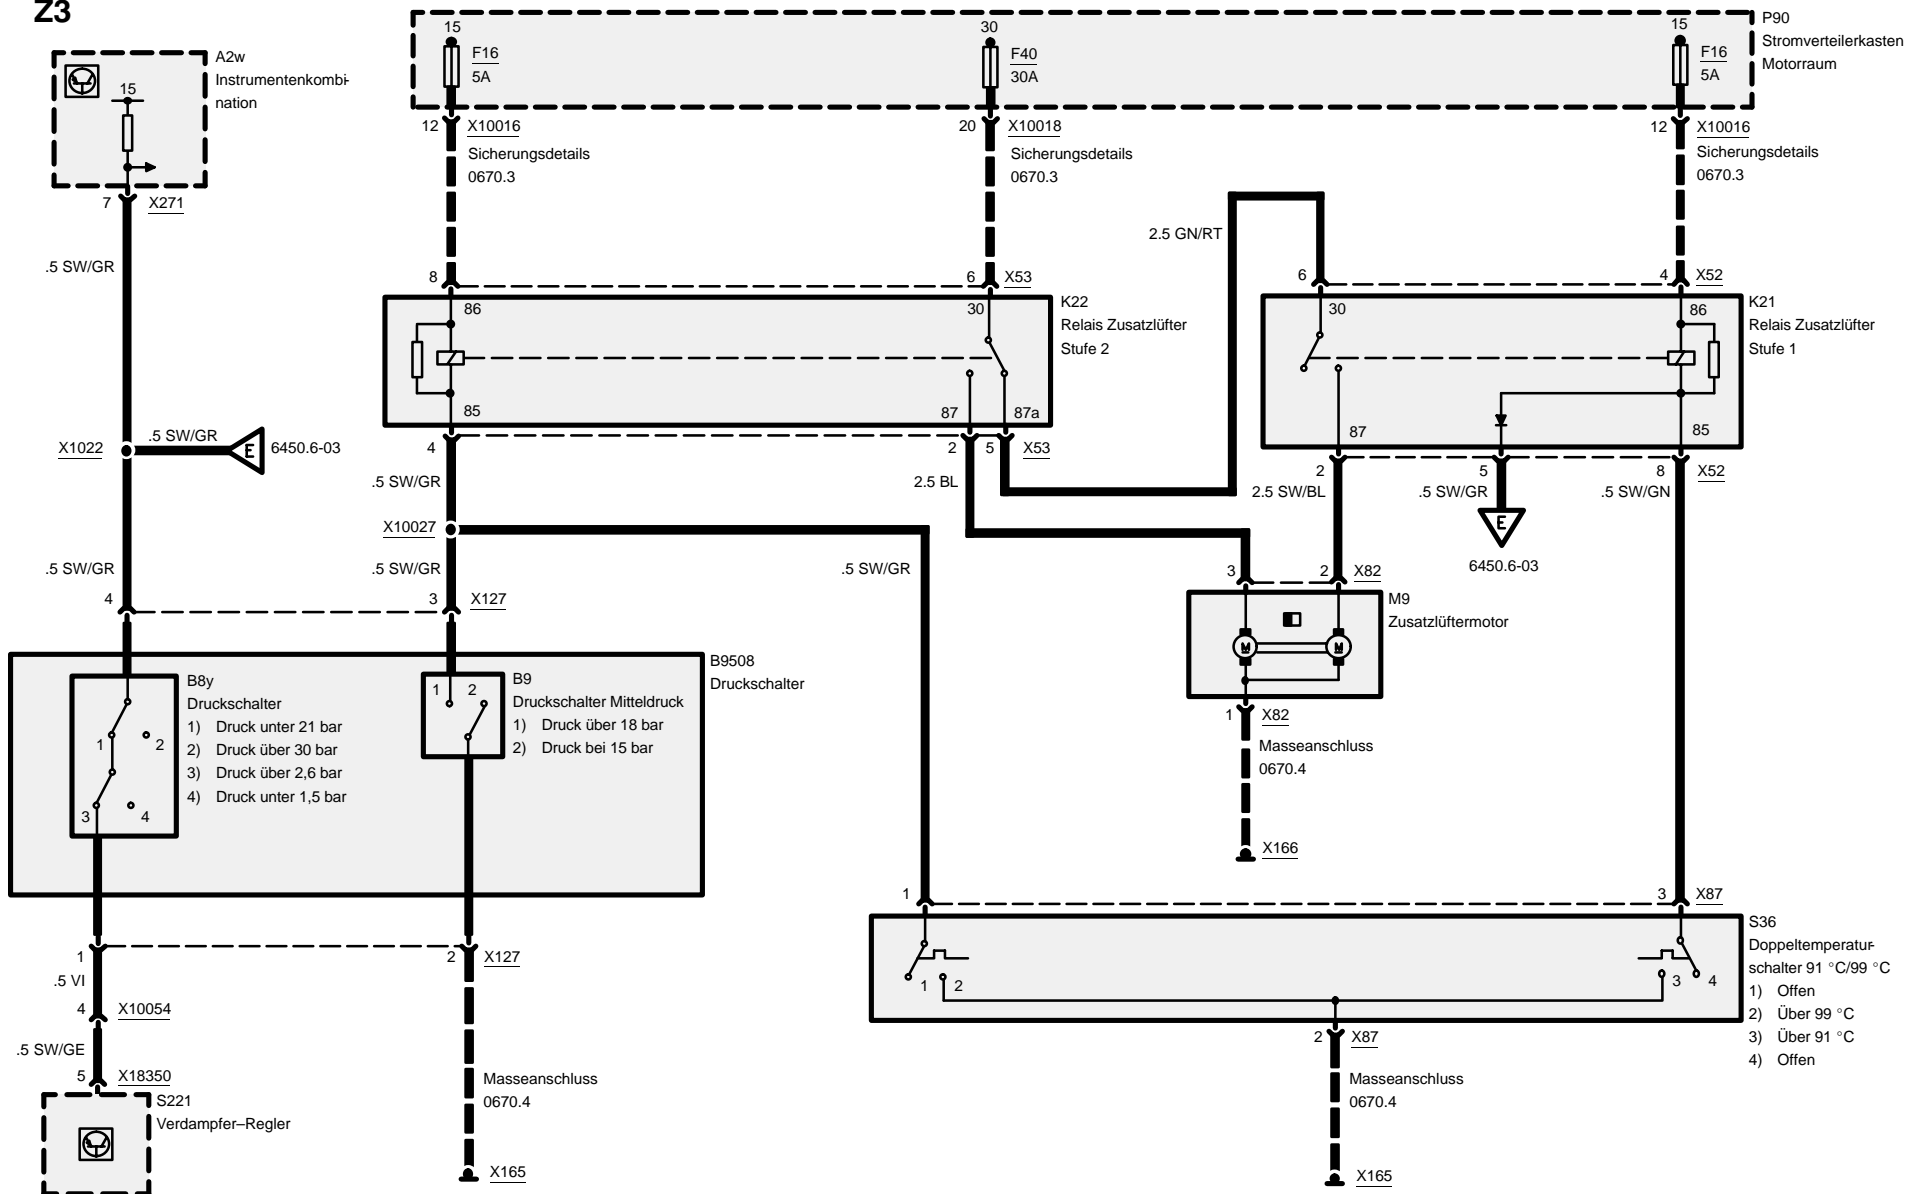 Z3
A2w
Instrumentenkombi-
nation
15
7
X271
.5 SW/GR
X1022
.5 SW/GR
E
6450.6-03
.5 SW/GR
4
15
F16
5A
30
F40
30A
15
F16
5A
P90
Stromverteilerkasten
Motorraum
12
X10016
Sicherungsdetails
0670.3
20
X10018
Sicherungsdetails
0670.3
12
X10016
Sicherungsdetails
0670.3
2.5 GN/RT
8
6
X53
86
30
85
87
87a
K22
Relais Zusatzlüfter
Stufe 2
4
2
5
X53
6
4
X52
30
86
87
85
K21
Relais Zusatzlüfter
Stufe 1
2
5
8
X52
.5 SW/GR
2.5 BL
2.5 SW/BL
.5 SW/GR
.5 SW/GN
E
6450.6-03
X10027
.5 SW/GR
.5 SW/GR
3
X127
3
2
X82
M9
Zusatzlüftermotor
M
M
1
X82
Masseanschluss
0670.4
X166
B9508
Druckschalter
B8y
Druckschalter
1) Druck unter 21 bar
2) Druck über 30 bar
3) Druck über 2,6 bar
4) Druck unter 1,5 bar
1
2
3
4
1
2
B9
Druckschalter Mitteldruck
1) Druck über 18 bar
2) Druck bei 15 bar
1
2
X127
.5 VI
4
X10054
.5 SW/GE
5
X18350
S221
Verdampfer–Regler
Masseanschluss
0670.4
X165
1
3
X87
1
2
3
4
S36
Doppeltemperatur-
schalter 91 °C/99 °C
1) Offen
2) Über 99 °C
3) Über 91 °C
4) Offen
2
X87
Masseanschluss
0670.4
X165